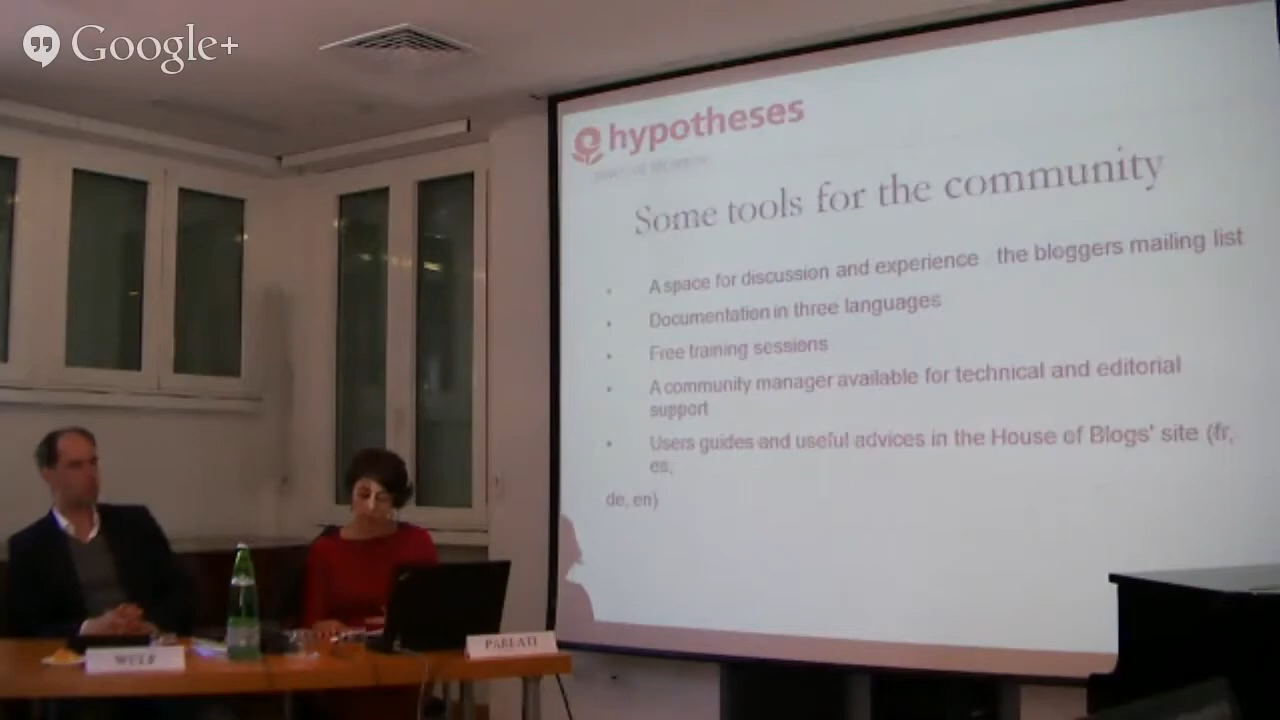 Google+
hypotheses
Some tools for the community
A space for discussion and experience the bloggers mailing list
Documentation in three languages
Free training sessions
A community manager available for technical and editorial
support
Users guides and useful advices in the House of Blogs' site (fr,
es,
de, en)
WULF